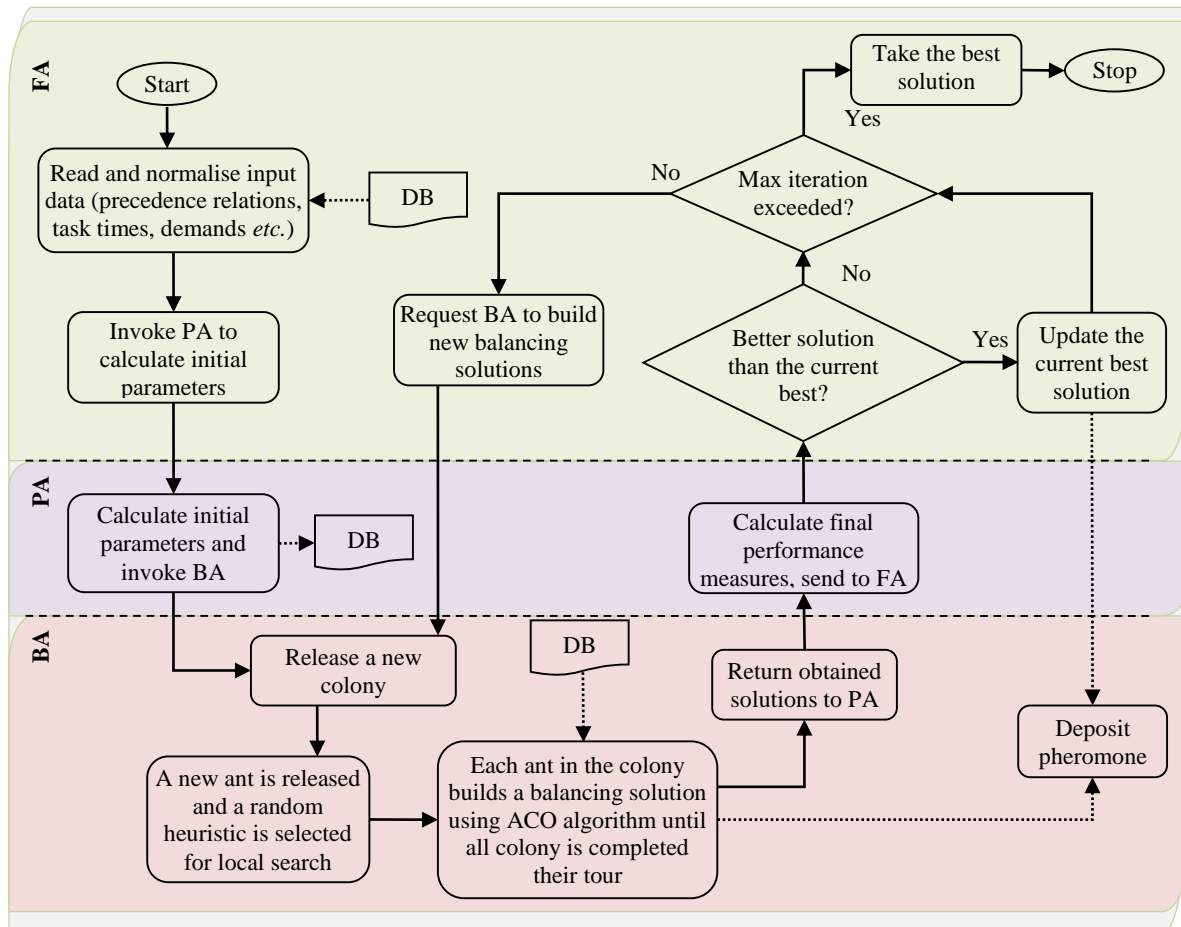 FA
Start
Read and normalise input
data (precedence relations,
task times, demands etc.)
DB
Invoke PA to
calculate initial
parameters
Take the best
solution
Stop
Yes
No
Max iteration
exceeded?
No
Request BA to build
new balancing
solutions
Better solution
than the current
best?
Yes
Update the
current best
solution
PA
Calculate initial
parameters and
invoke BA
DB
Calculate final
performance
measures, send to FA
BA
Release a new
colony
DB
Return obtained
solutions to PA
Deposit
pheromone
A new ant is released
and a random
heuristic is selected
for local search
Each ant in the colony
builds a balancing solution
using ACO algorithm until
all colony is completed
their tour